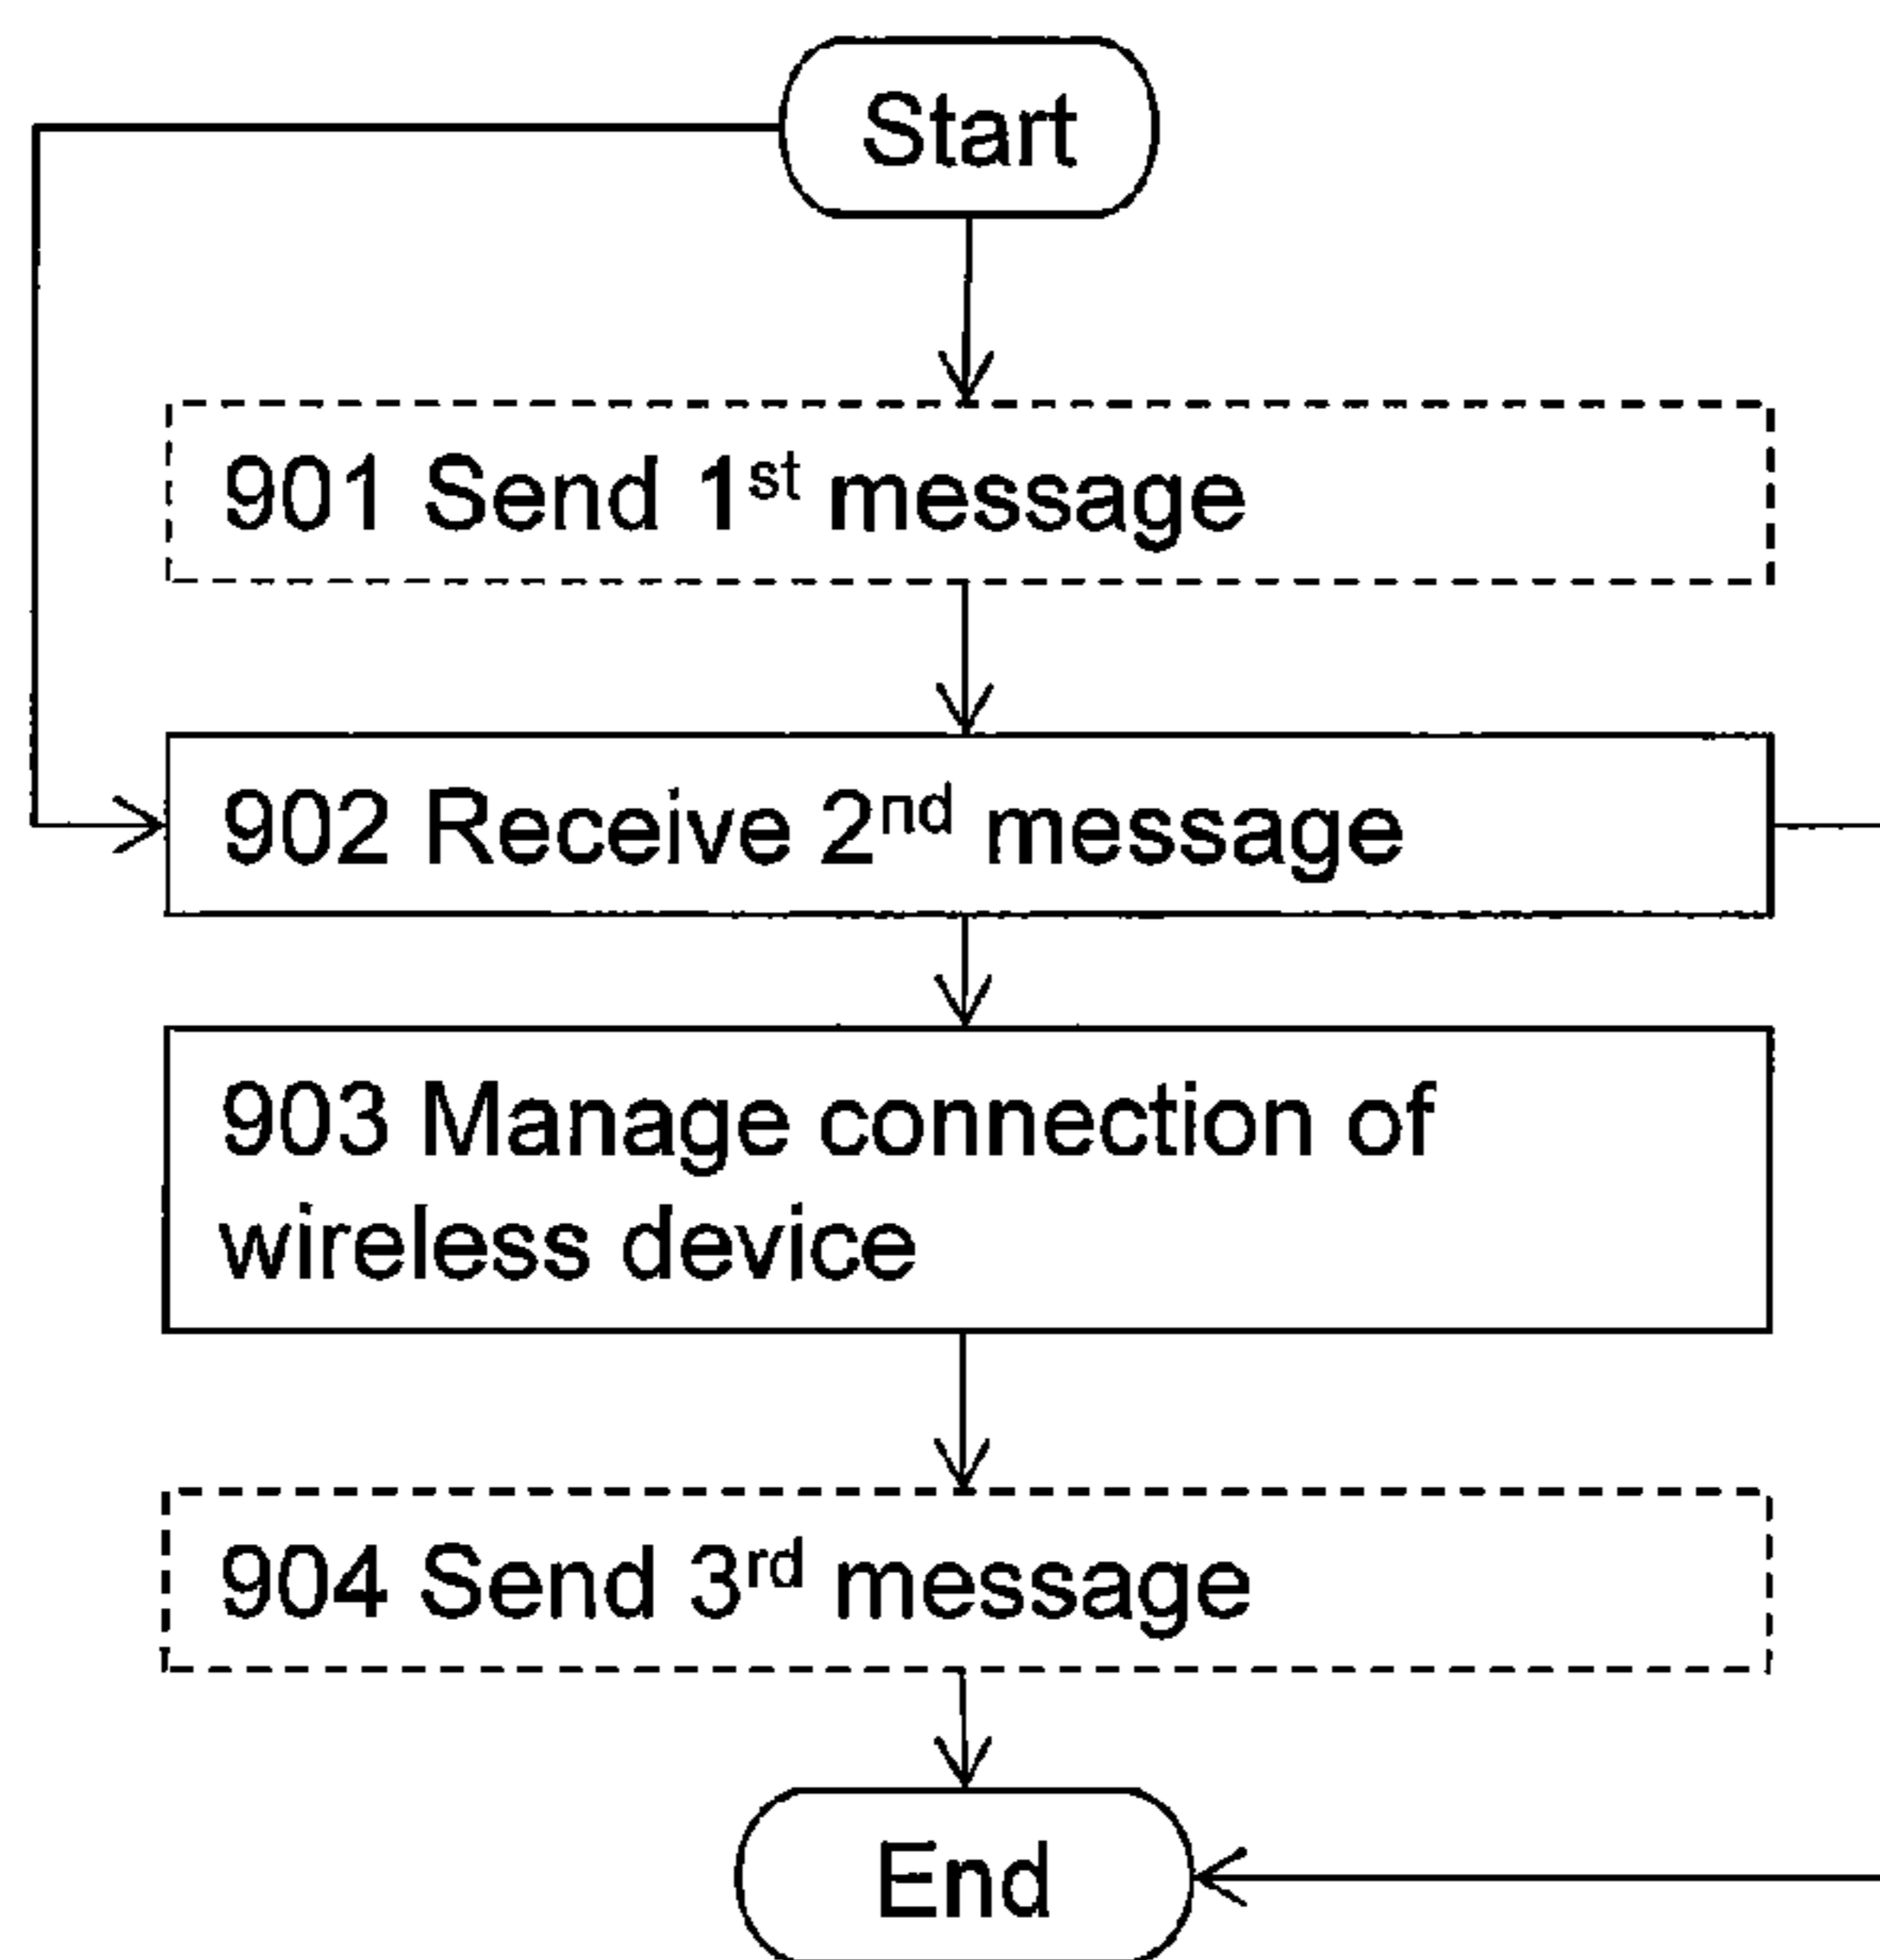 Start
901 Send 1st message
902 Receive 2nd message
903 Manage connection of
wireless device
904 Send 3rd message
End